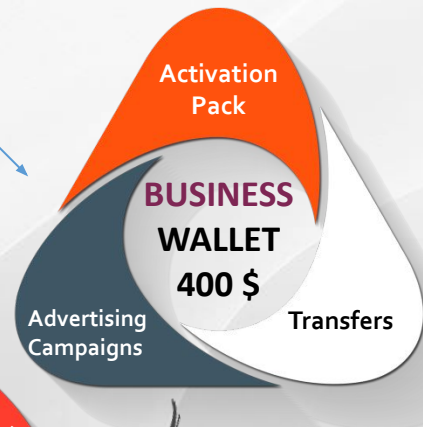 Activation
Pack
BUSINESS
WALLET
400 $
Advertising
Campaigns
Transfers